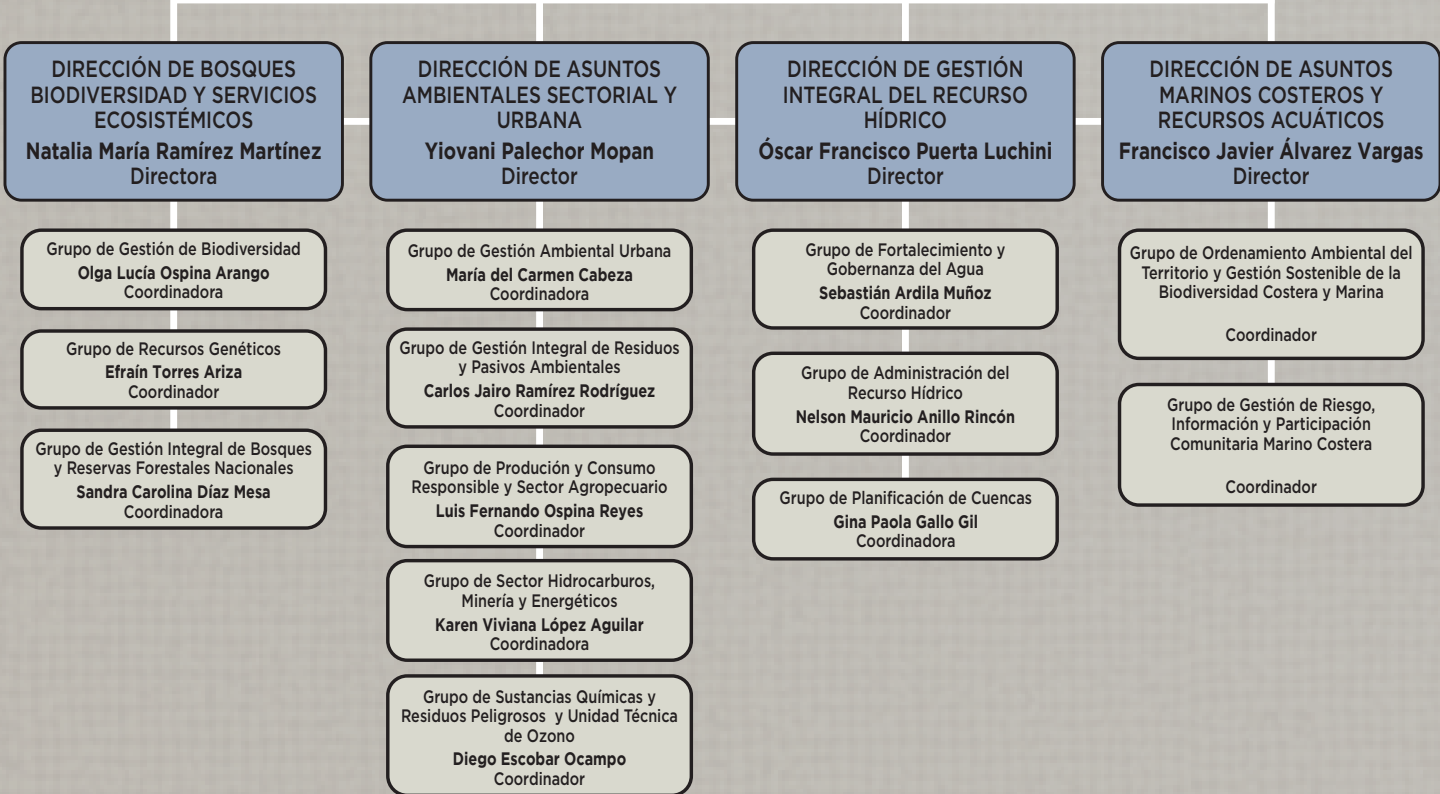 DIRECCIÓN DE BOSQUES
BIODIVERSIDAD Y SERVICIOS
ECOSISTÉMICOS
Natalia María Ramírez Martínez
Directora
Grupo de Gestión de Biodiversidad
Olga Lucía Ospina Arango
Coordinadora
Grupo de Recursos Genéticos
Efraín Torres Ariza
Coordinador
Grupo de Gestión Integral de Bosques
y Reservas Forestales Nacionales
Sandra Carolina Díaz Mesa
Coordinadora
DIRECCIÓN DE ASUNTOS
AMBIENTALES SECTORIAL Y
URBANA
Yiovani Palechor Mopan
Director
Grupo de Gestión Ambiental Urbana
María del Carmen Cabeza
Coordinadora
Grupo de Gestión Integral de Residuos
y Pasivos Ambientales
Carlos Jairo Ramírez Rodríguez
Coordinador
Grupo de Produción y Consumo
Responsible y Sector Agropecuario
Luis Fernando Ospina Reyes
Coordinador
Grupo de Sector Hidrocarburos,
Minería y Energéticos
Karen Viviana López Aguilar
Coordinadora
Grupo de Sustancias Químicas y
Residuos Peligrosos y Unidad Técnica
de Ozono
Diego Escobar Ocampo
Coordinador
DIRECCIÓN DE GESTIÓN
INTEGRAL DEL RECURSO
HÍDRICO
Óscar Francisco Puerta Luchini
Director
Grupo de Fortalecimiento y
Gobernanza del Agua
Sebastián Ardila Muñoz
Coordinador
Grupo de Administración del
Recurso Hídrico
Nelson Mauricio Anillo Rincón
Coordinador
Grupo de Planificación de Cuencas
Gina Paola Gallo Gil
Coordinadora
DIRECCIÓN DE ASUNTOS
MARINOS COSTEROS Y
RECURSOS ACUÁTICOS
Francisco Javier Álvarez Vargas
Director
Grupo de Ordenamiento Ambiental del
Territorio y Gestión Sostenible de la
Biodiversidad Costera y Marina
Coordinador
Grupo de Gestión de Riesgo,
Información y Participación
Comunitaria Marino Costera
Coordinador